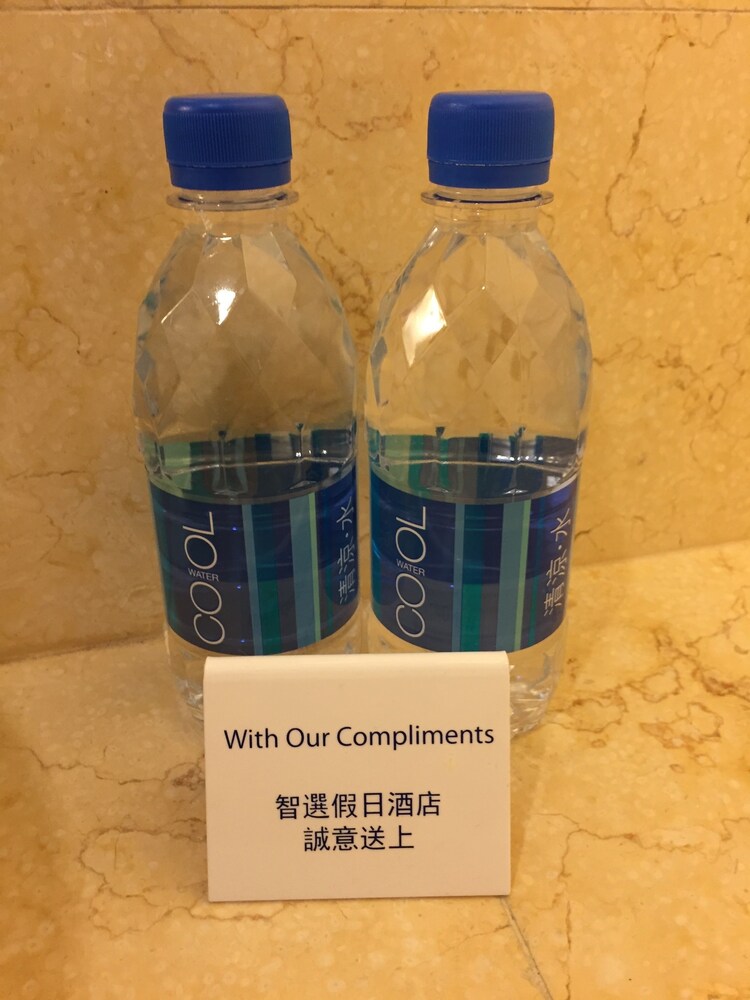 COOL
WATER
清涼·水
COOL
WATER
清涼·水
With Our Compliments
智選假日酒店
誠意送上